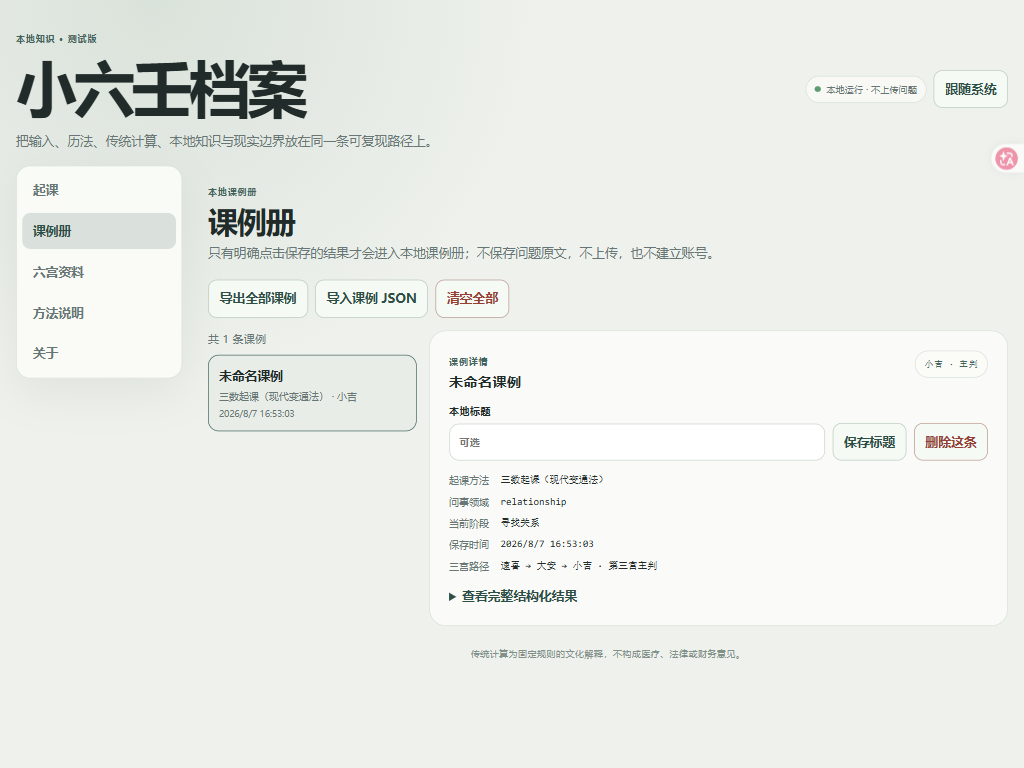 本地知识 • 测试版
小六壬档案
把输入、历法、传统计算、本地知识与现实边界放在同一条可复现路径上。
本地运行 · 不上传问题
跟随系统
起课
课例册
六宫资料
方法说明
关于
本地课例册
课例册
只有明确点击保存的结果才会进入本地课例册；不保存问题原文，不上传，也不建立账号。
导出全部课例
导入课例 JSON
清空全部
共 1 条课例
未命名课例
三数起课（现代变通法） · 小吉
2026/8/7 16:53:03
课例详情
未命名课例
小吉 · 主判
本地标题
可选
保存标题
删除这条
起课方法 三数起课（现代变通法）
问事领域 relationship
当前阶段 寻找关系
保存时间 2026/8/7 16:53:03
三宫路径 速喜 → 大安 → 小吉 · 第三宫主判
▶ 查看完整结构化结果
传统计算为固定规则的文化解释，不构成医疗、法律或财务意见。